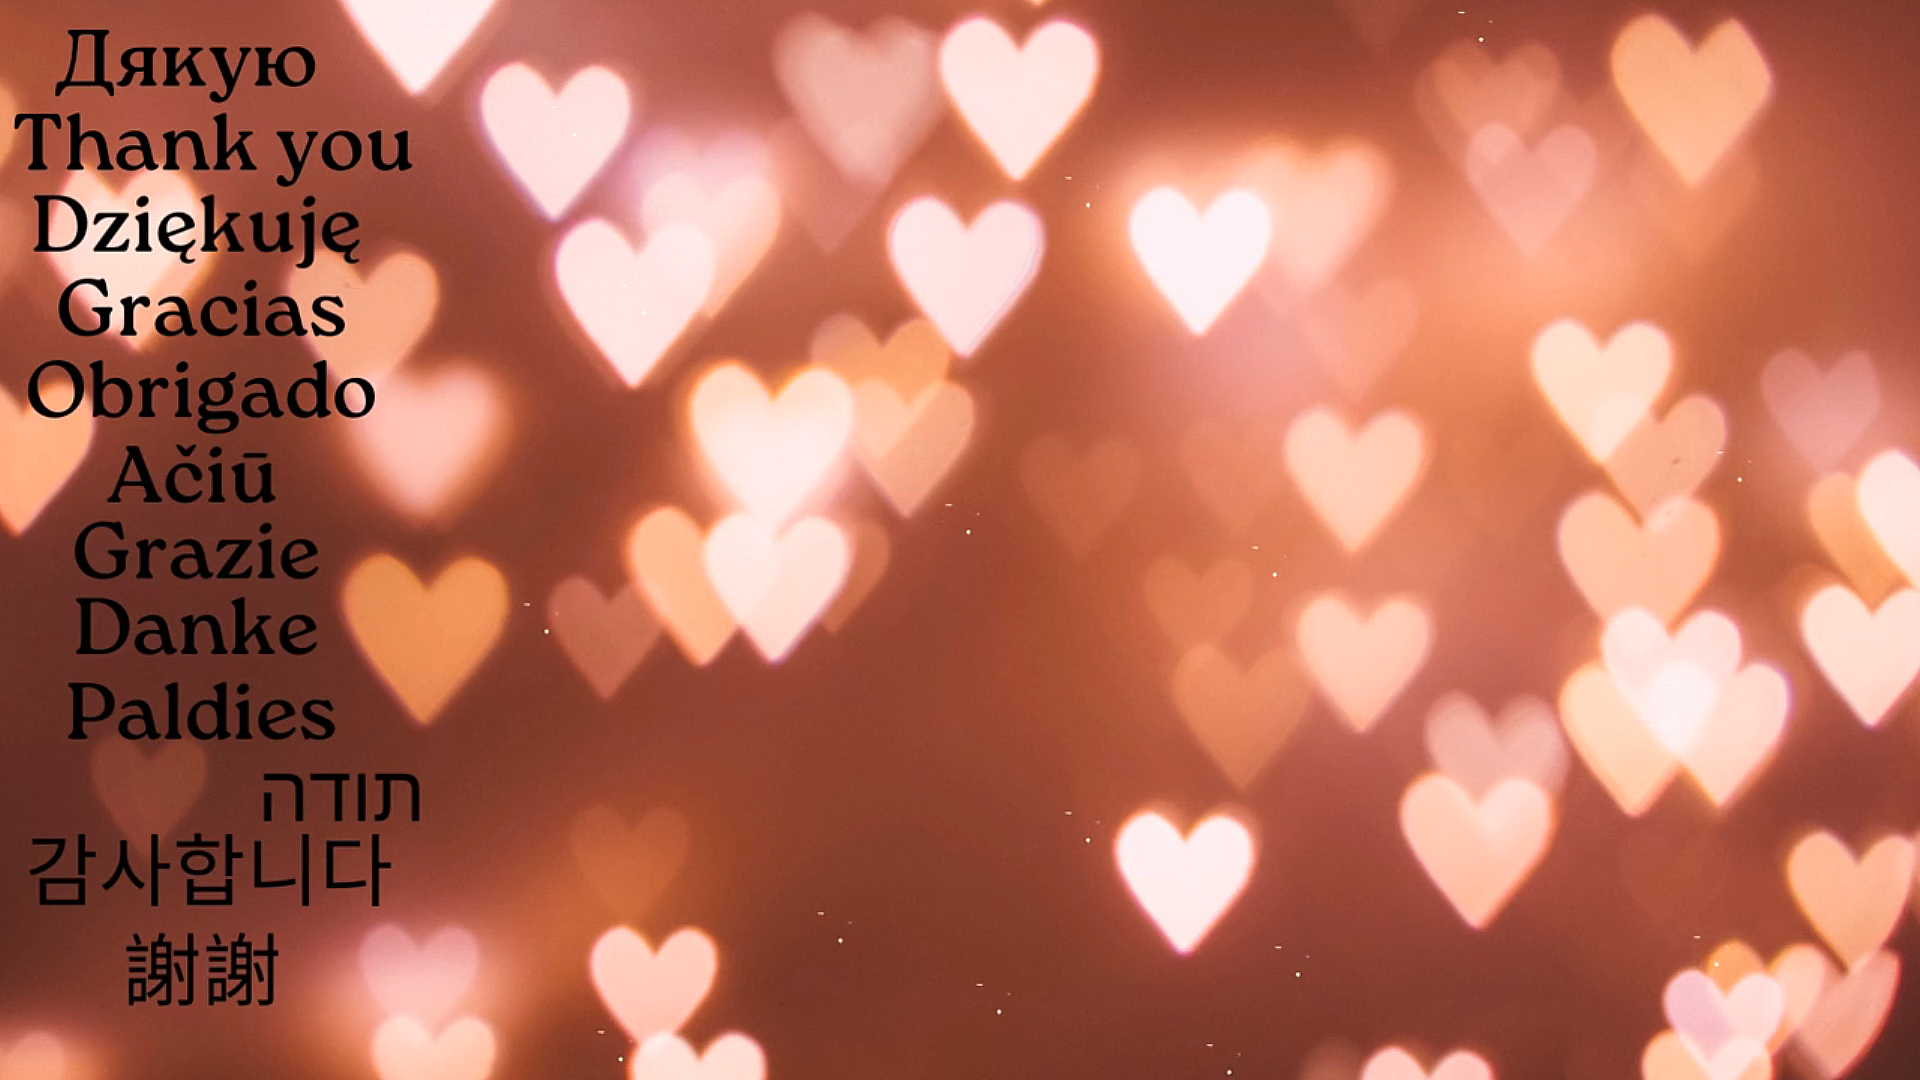 Дякую
Thank you
Dziękuję
Gracias
Obrigado
Ačiū
Grazie
Danke
Paldies
תודה
감사합니다
謝謝